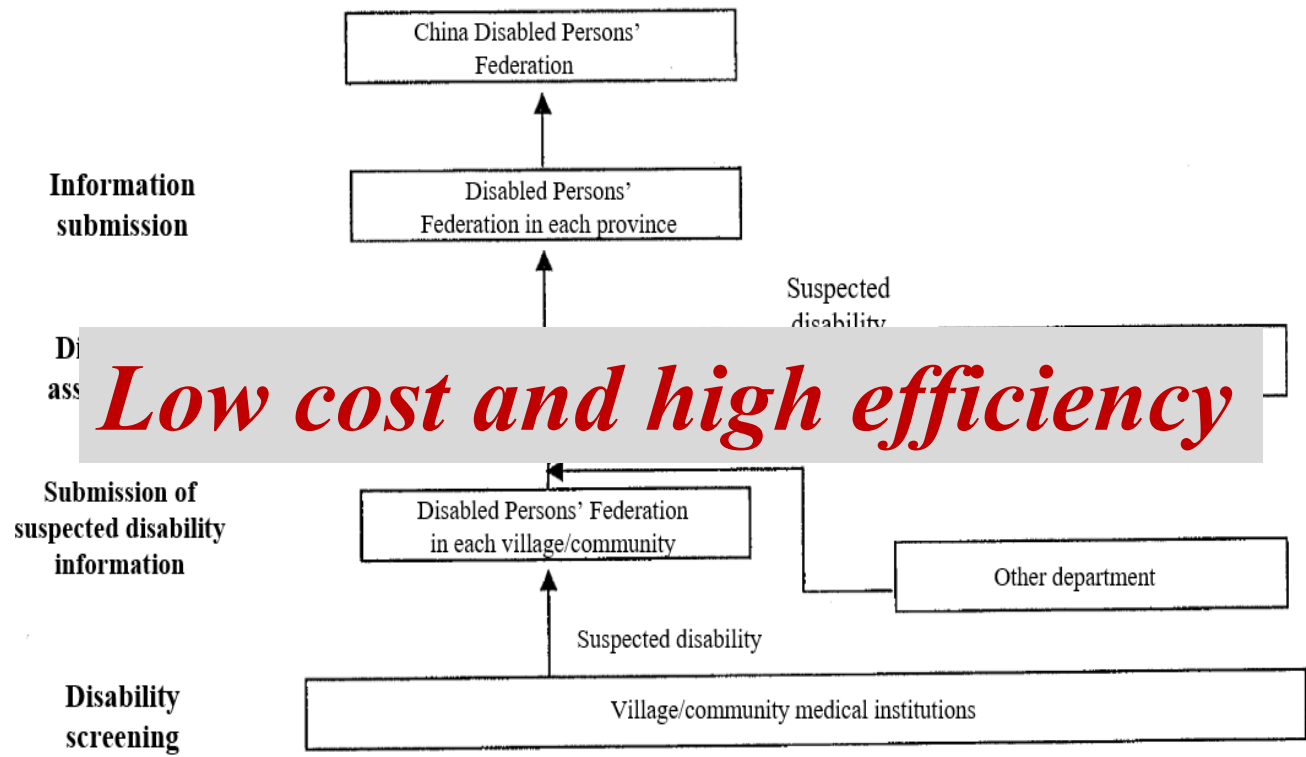 China Disabled Persons’
Federation
Information
submission
Disabled Persons’
Federation in each province
Suspected
disability
Low cost and high efficiency
Submission of
suspected disability
information
Disabled Persons’ Federation
in each village/community
Other department
Suspected disability
Disability
screening
Village/community medical institutions